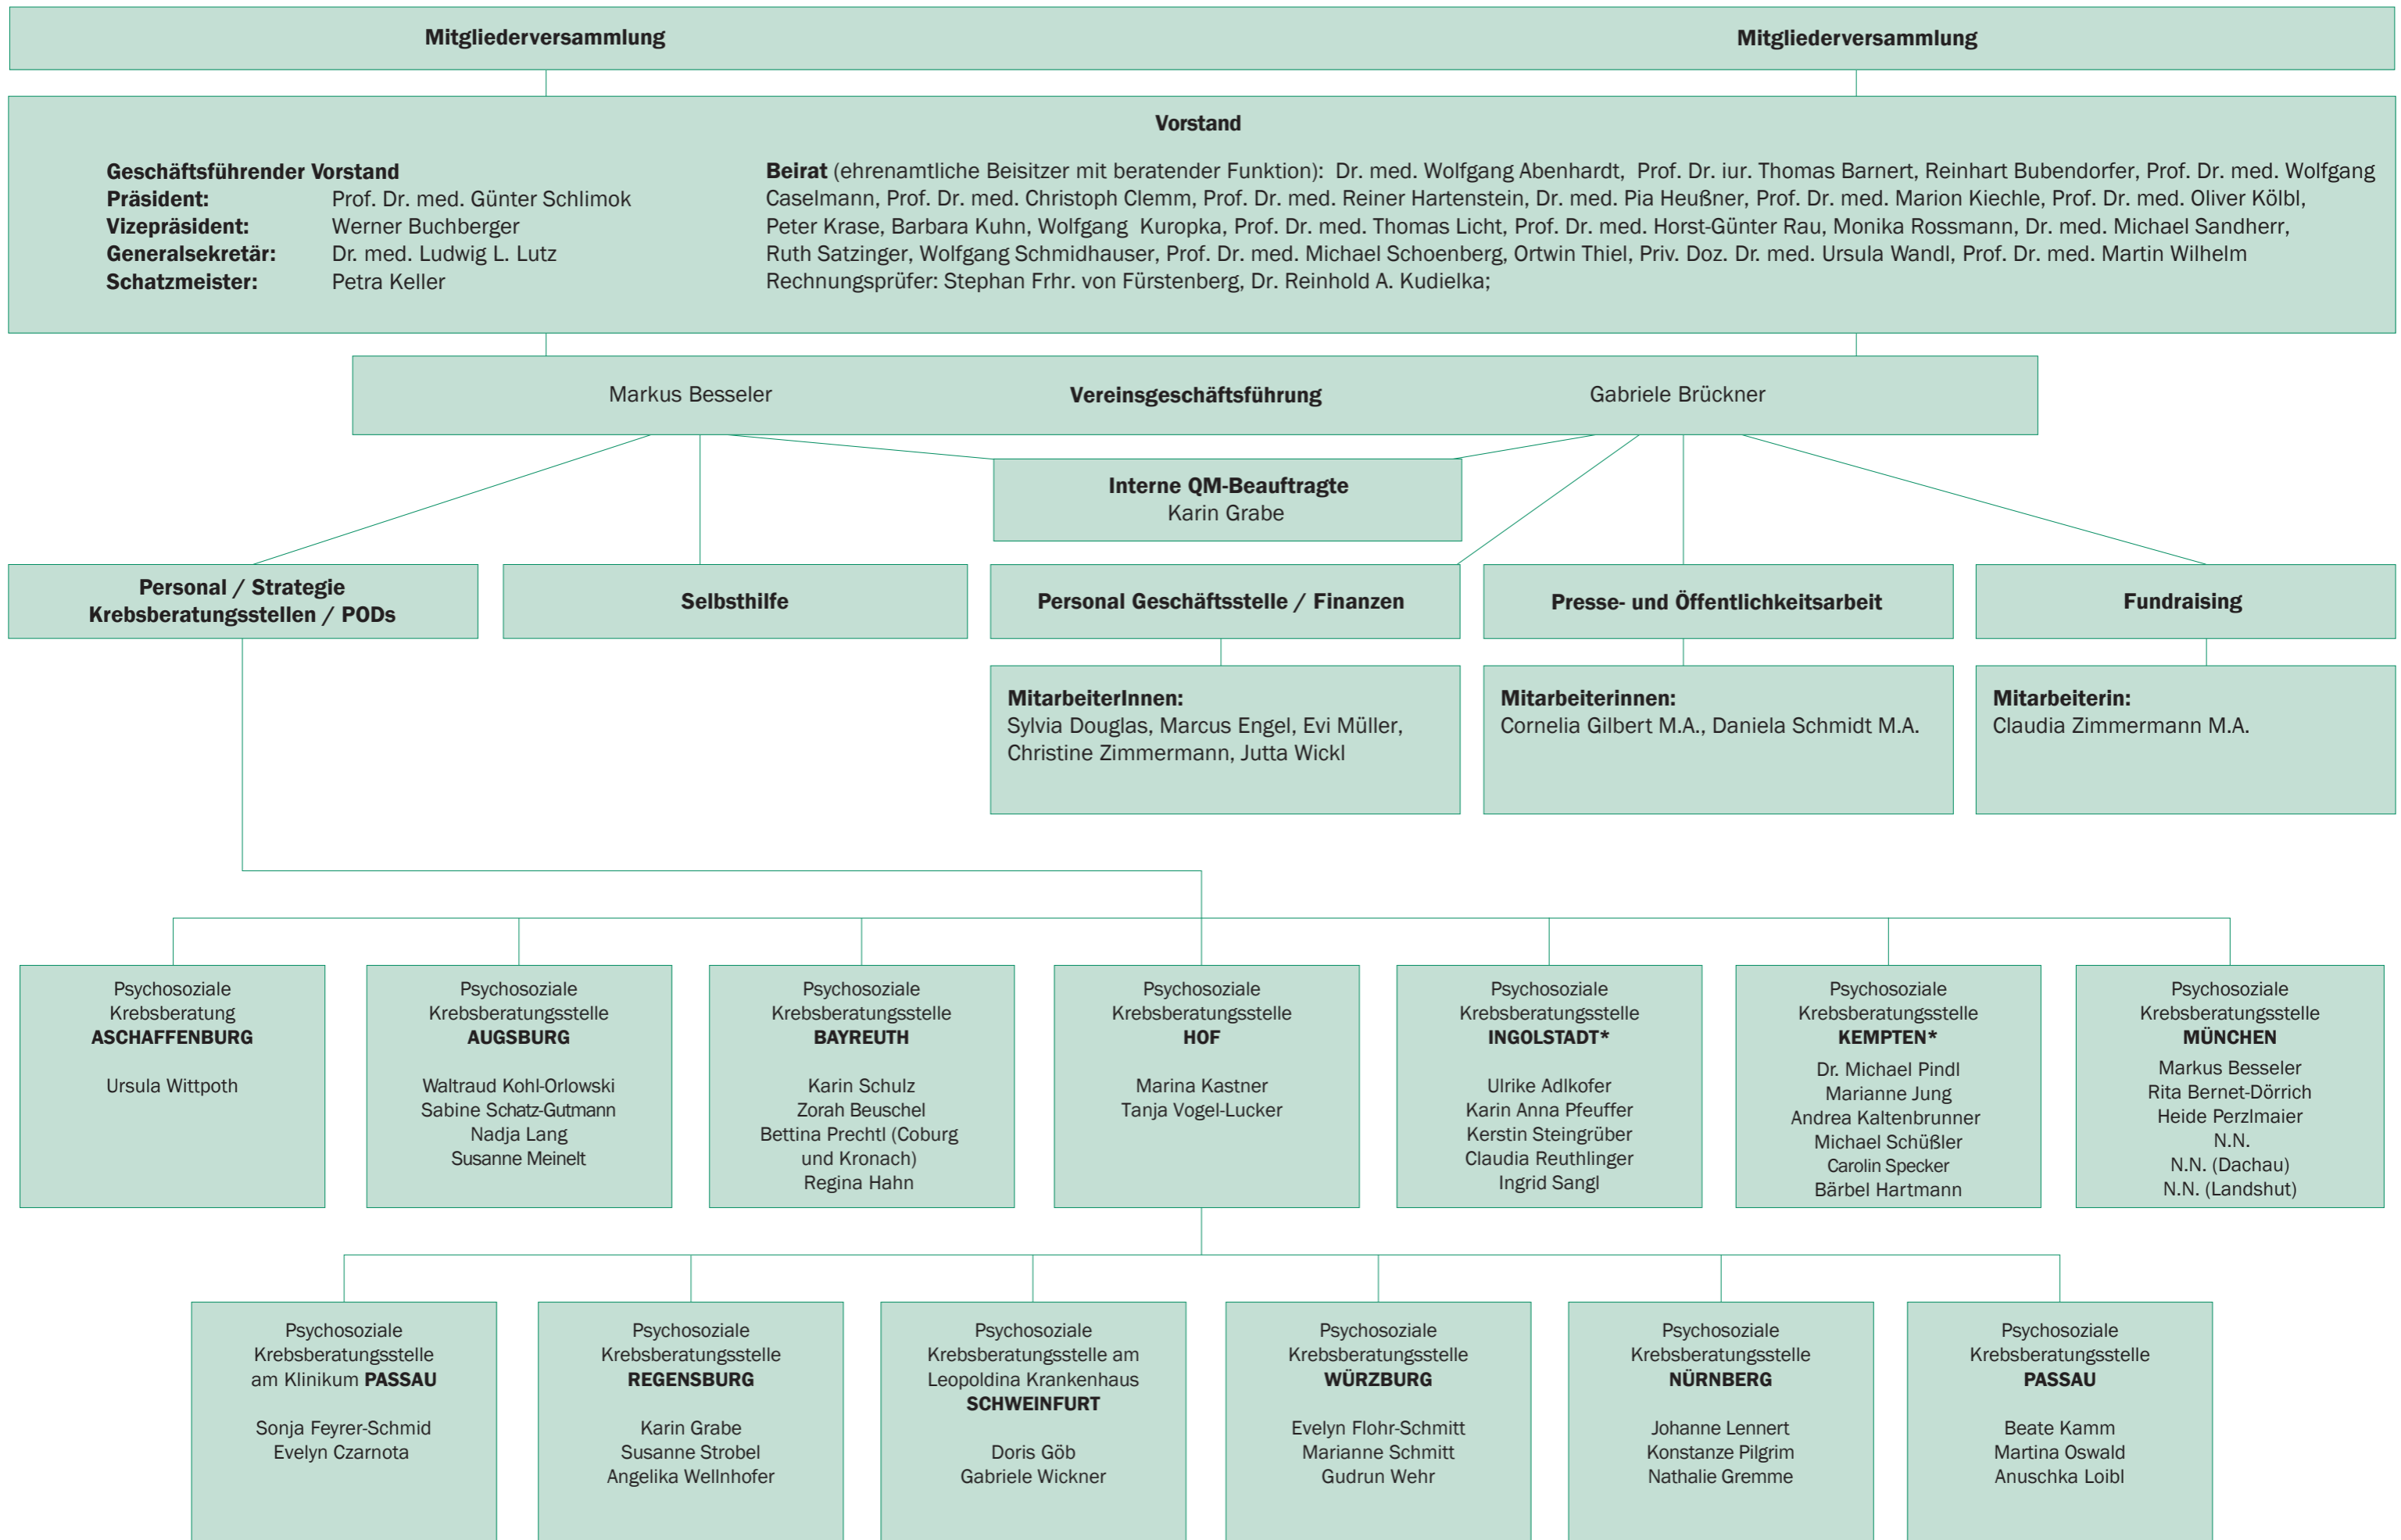 Mitgliederversammlung
Mitgliederversammlung
Vorstand
Geschäftsführender Vorstand
Präsident: Prof. Dr. med. Günter Schlimok
Vizepräsident: Werner Buchberger
Generalsekretär: Dr. med. Ludwig L. Lutz
Schatzmeister: Petra Keller
Beirat (ehrenamtliche Beisitzer mit beratender Funktion): Dr. med. Wolfgang Abenhardt, Prof. Dr. iur. Thomas Barnert, Reinhart Bubendorfer, Prof. Dr. med. Wolfgang
Caselmann, Prof. Dr. med. Christoph Clemm, Prof. Dr. med. Reiner Hartenstein, Dr. med. Pia Heußner, Prof. Dr. med. Marion Kiechle, Prof. Dr. med. Oliver Kölbl,
Peter Krase, Barbara Kuhn, Wolfgang Kuropka, Prof. Dr. med. Thomas Licht, Prof. Dr. med. Horst-Günter Rau, Monika Rossmann, Dr. med. Michael Sandherr,
Ruth Satzinger, Wolfgang Schmidhauser, Prof. Dr. med. Michael Schoenberg, Ortwin Thiel, Priv. Doz. Dr. med. Ursula Wandl, Prof. Dr. med. Martin Wilhelm
Rechnungsprüfer: Stephan Frhr. von Fürstenberg, Dr. Reinhold A. Kudielka;
Markus Besseler
Vereinsgeschäftsführung
Gabriele Brückner
Interne QM-Beauftragte
Karin Grabe
Personal / Strategie
Krebsberatungsstellen / PODs
Selbsthilfe
Personal Geschäftsstelle / Finanzen
Presse- und Öffentlichkeitsarbeit
Fundraising
MitarbeiterInnen:
Sylvia Douglas, Marcus Engel, Evi Müller,
Christine Zimmermann, Jutta Wickl
Mitarbeiterinnen:
Cornelia Gilbert M.A., Daniela Schmidt M.A.
Mitarbeiterin:
Claudia Zimmermann M.A.
Psychosoziale
Krebsberatung
ASCHAFFENBURG
Ursula Wittpoth
Psychosoziale
Krebsberatungsstelle
AUGSBURG
Waltraud Kohl-Orlowski
Sabine Schatz-Gutmann
Nadja Lang
Susanne Meinelt
Psychosoziale
Krebsberatungsstelle
BAYREUTH
Karin Schulz
Zorah Beuschel
Bettina Prechtl (Coburg
und Kronach)
Regina Hahn
Psychosoziale
Krebsberatungsstelle
HOF
Marina Kastner
Tanja Vogel-Lucker
Psychosoziale
Krebsberatungsstelle
INGOLSTADT*
Ulrike Adlkofer
Karin Anna Pfeuffer
Kerstin Steingrüber
Claudia Reuthlinger
Ingrid Sangl
Psychosoziale
Krebsberatungsstelle
KEMPTEN*
Dr. Michael Pindl
Marianne Jung
Andrea Kaltenbrunner
Michael Schüßler
Carolin Specker
Bärbel Hartmann
Psychosoziale
Krebsberatungsstelle
MÜNCHEN
Markus Besseler
Rita Bernet-Dörrich
Heide Perzlmaier
N.N.
N.N. (Dachau)
N.N. (Landshut)
Psychosoziale
Krebsberatungsstelle
am Klinikum PASSAU
Sonja Feyrer-Schmid
Evelyn Czarnota
Psychosoziale
Krebsberatungsstelle
REGENSBURG
Karin Grabe
Susanne Strobel
Angelika Wellnhofer
Psychosoziale
Krebsberatungsstelle am
Leopoldina Krankenhaus
SCHWEINFURT
Doris Göb
Gabriele Wickner
Psychosoziale
Krebsberatungsstelle
WÜRZBURG
Evelyn Flohr-Schmitt
Marianne Schmitt
Gudrun Wehr
Psychosoziale
Krebsberatungsstelle
NÜRNBERG
Johanne Lennert
Konstanze Pilgrim
Nathalie Gremme
Psychosoziale
Krebsberatungsstelle
PASSAU
Beate Kamm
Martina Oswald
Anuschka Loibl